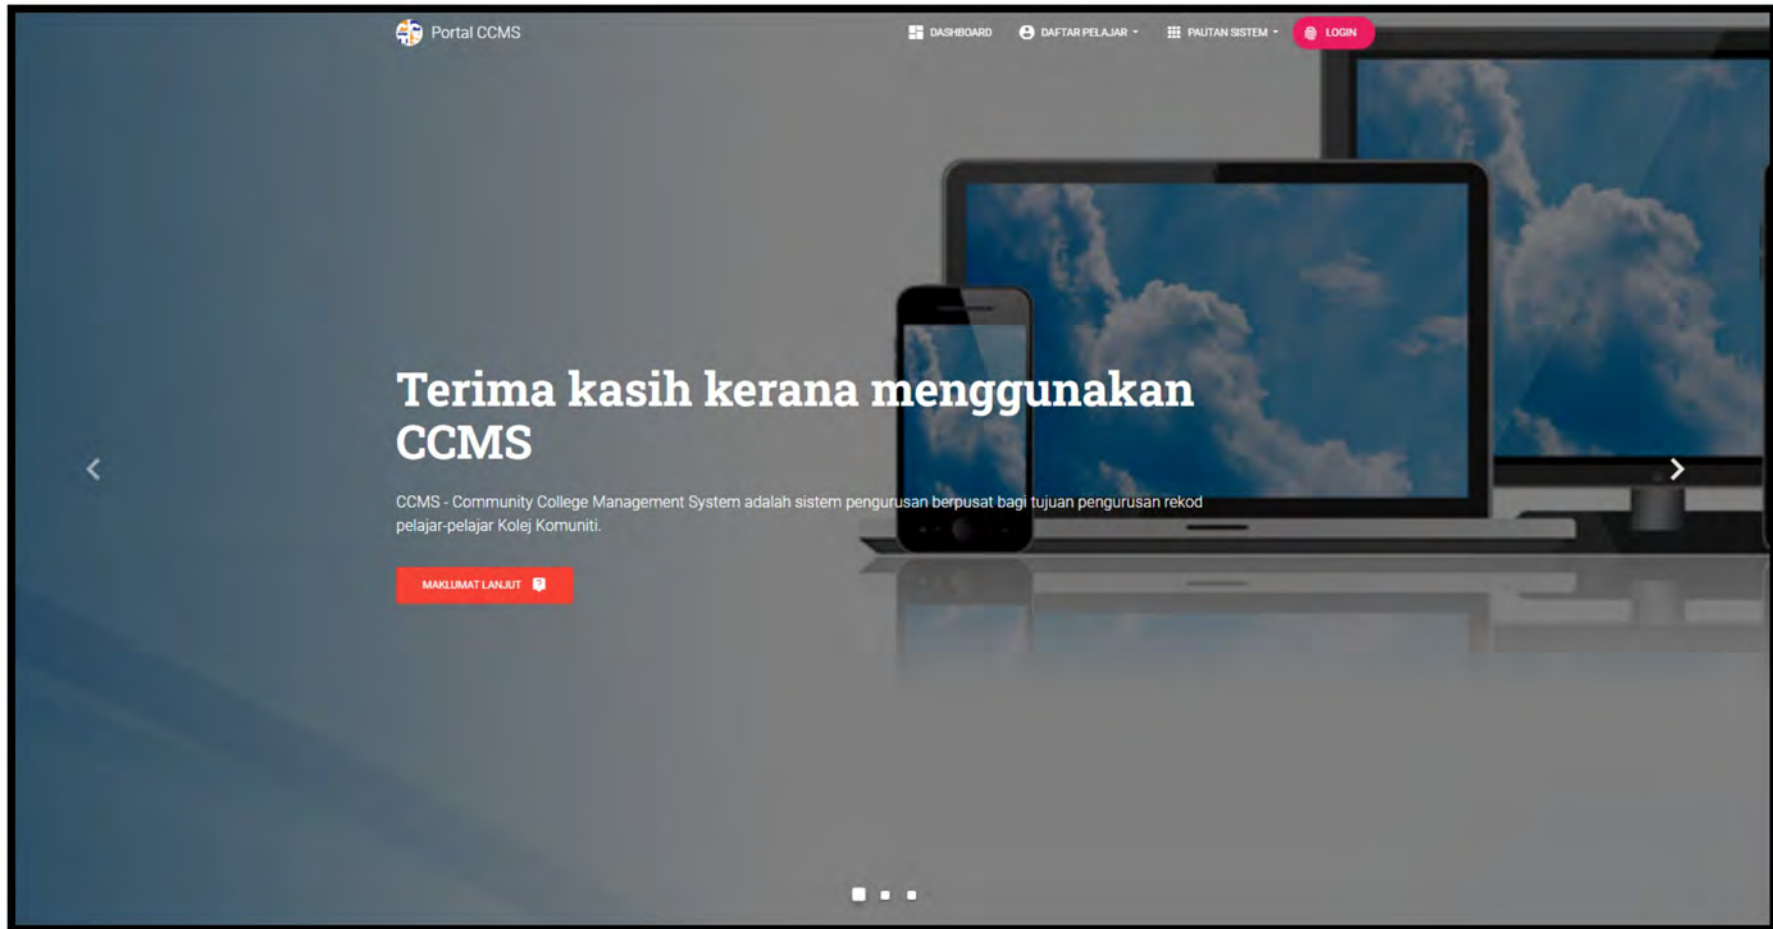 Portal CCMS
DASHBOARD
DAFTAR PELAJAR
PAUTAN SISTEM
LOGIN
Terima kasih kerana menggunakan
CCMS
CCMS - Community College Management System adalah sistem pengurusan berpusat bagi tujuan pengurusan rekod
pelajar-pelajar Kolej Komuniti.
MAKLUMAT LANJUT